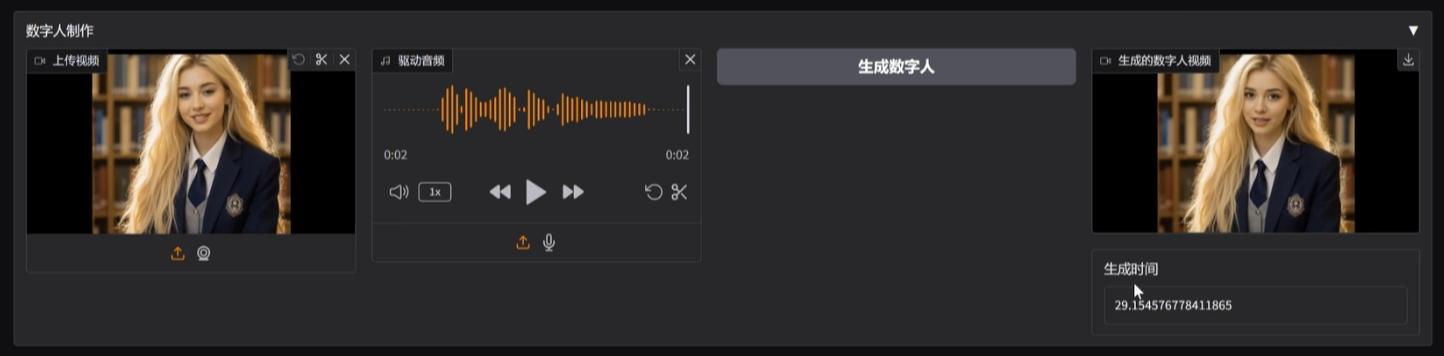 数字人制作
▼
上传视频
驱动音频
0:02
0:02
1x
生成数字人
生成的数字人视频
生成时间
29.154576778411865